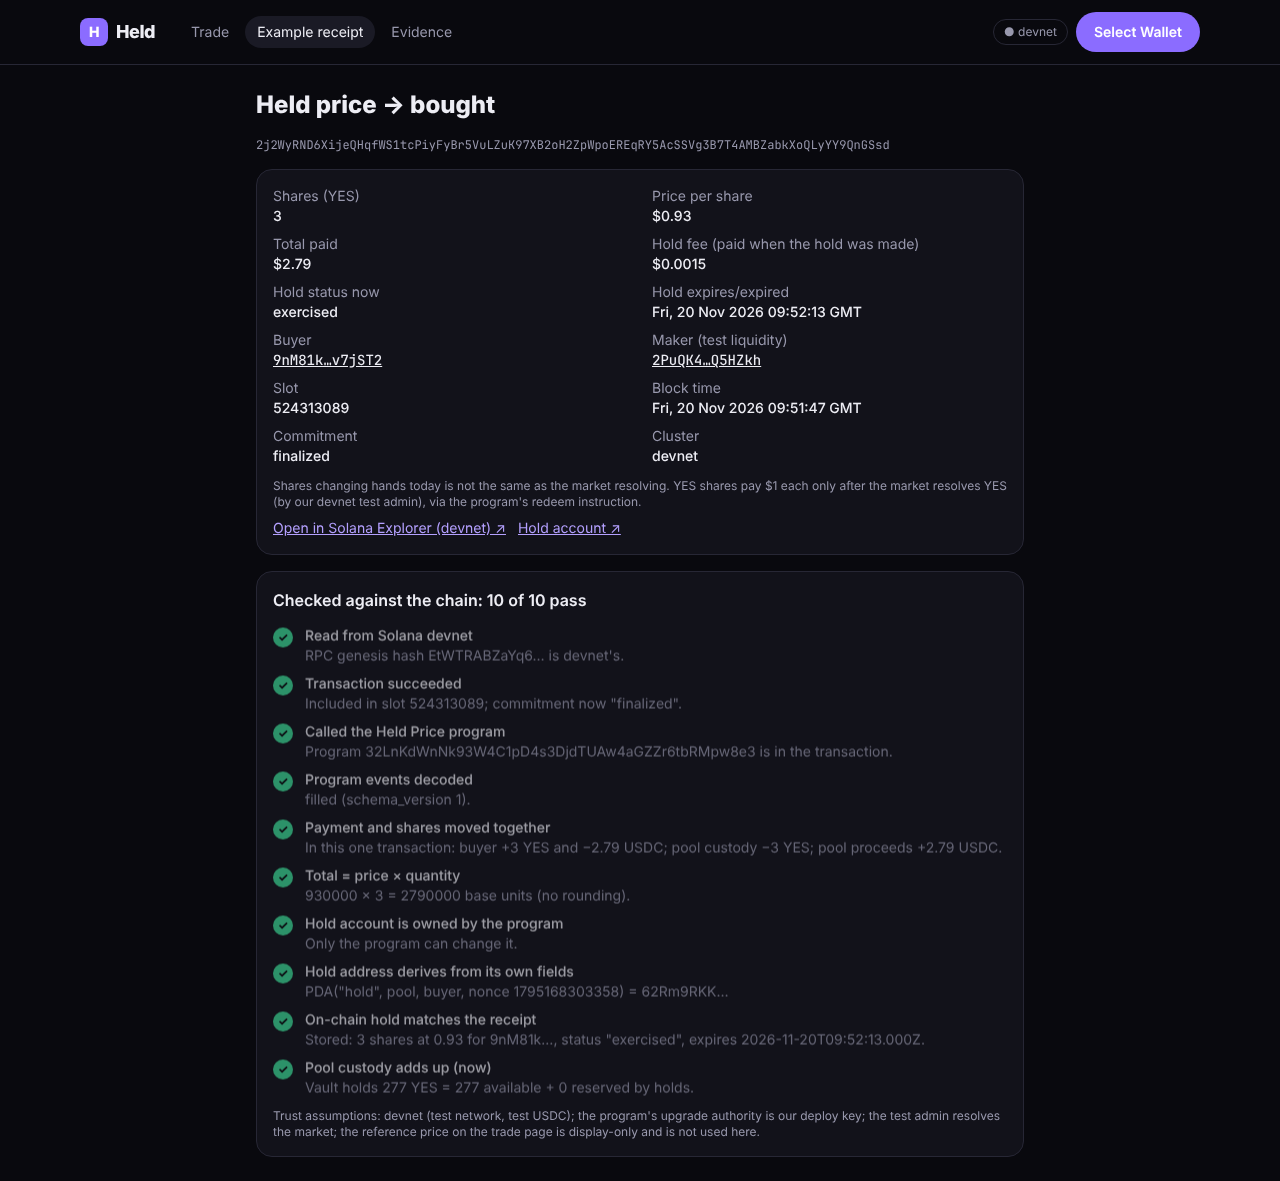 H Held Trade Example receipt Evidence devnet Select Wallet
Held price → bought
2j2WyRND6XijeQHqfWS1tcPiyFyBr5VuLZuK97XB2oH2ZpWpoEREqRY5AcSSVg3B7T4AMBZabkXoQLyYY9QnGSsd
Shares (YES) Price per share
3 $0.93
Total paid Hold fee (paid when the hold was made)
$2.79 $0.0015
Hold status now Hold expires/expired
exercised Fri, 20 Nov 2026 09:52:13 GMT
Buyer Maker (test liquidity)
9nM81k…v7jST2 2PuQK4…Q5HZkh
Slot Block time
524313089 Fri, 20 Nov 2026 09:51:47 GMT
Commitment Cluster
finalized devnet
Shares changing hands today is not the same as the market resolving. YES shares pay $1 each only after the market resolves YES
(by our devnet test admin), via the program's redeem instruction.
Open in Solana Explorer (devnet) ↗ Hold account ↗
Checked against the chain: 10 of 10 pass
Read from Solana devnet
RPC genesis hash EtWTRABZaYq6… is devnet's.
Transaction succeeded
Included in slot 524313089; commitment now "finalized".
Called the Held Price program
Program 32LnKdWnNk93W4C1pD4s3DjdTUAw4aGZZr6tbRMpw8e3 is in the transaction.
Program events decoded
filled (schema_version 1).
Payment and shares moved together
In this one transaction: buyer +3 YES and −2.79 USDC; pool custody −3 YES; pool proceeds +2.79 USDC.
Total = price × quantity
930000 × 3 = 2790000 base units (no rounding).
Hold account is owned by the program
Only the program can change it.
Hold address derives from its own fields
PDA("hold", pool, buyer, nonce 1795168303358) = 62Rm9RKK…
On-chain hold matches the receipt
Stored: 3 shares at 0.93 for 9nM81k…, status "exercised", expires 2026-11-20T09:52:13.000Z.
Pool custody adds up (now)
Vault holds 277 YES = 277 available + 0 reserved by holds.
Trust assumptions: devnet (test network, test USDC); the program's upgrade authority is our deploy key; the test admin resolves
the market; the reference price on the trade page is display-only and is not used here.